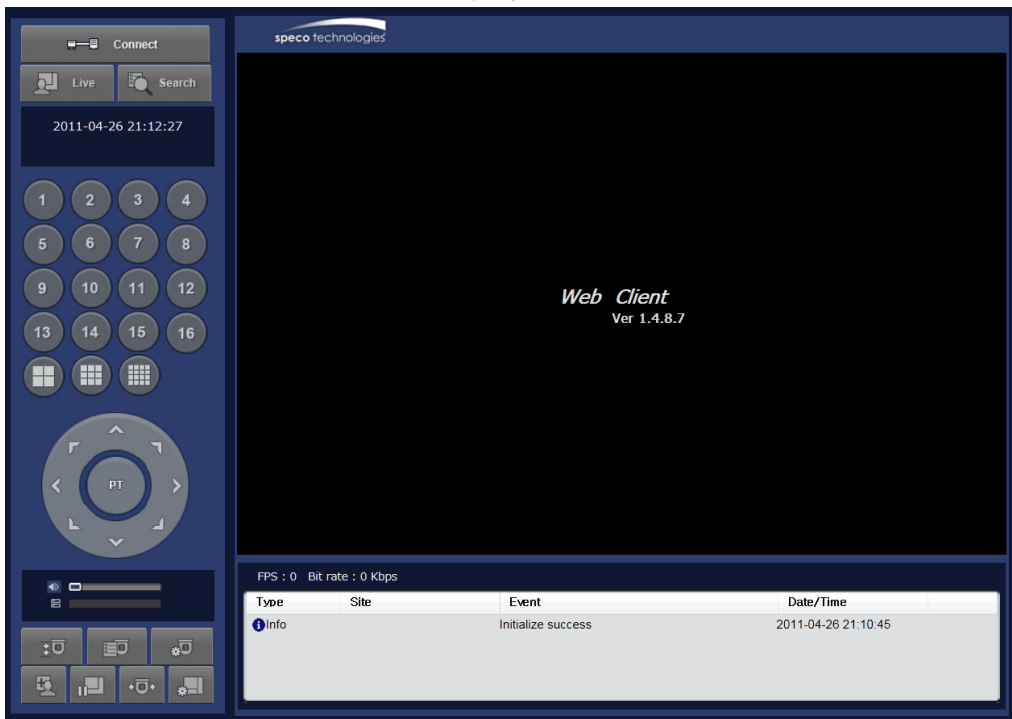 Connect
Live
Search
2011-04-26 21:12:27
1 2 3 4
5 6 7 8
9 10 11 12
13 14 15 16
PT
speco technologies
Web Client
Ver 1.4.8.7
FPS : 0 Bit rate : 0 Kbps
Type Site Event Date/Time
Info Initialize success 2011-04-26 21:10:45